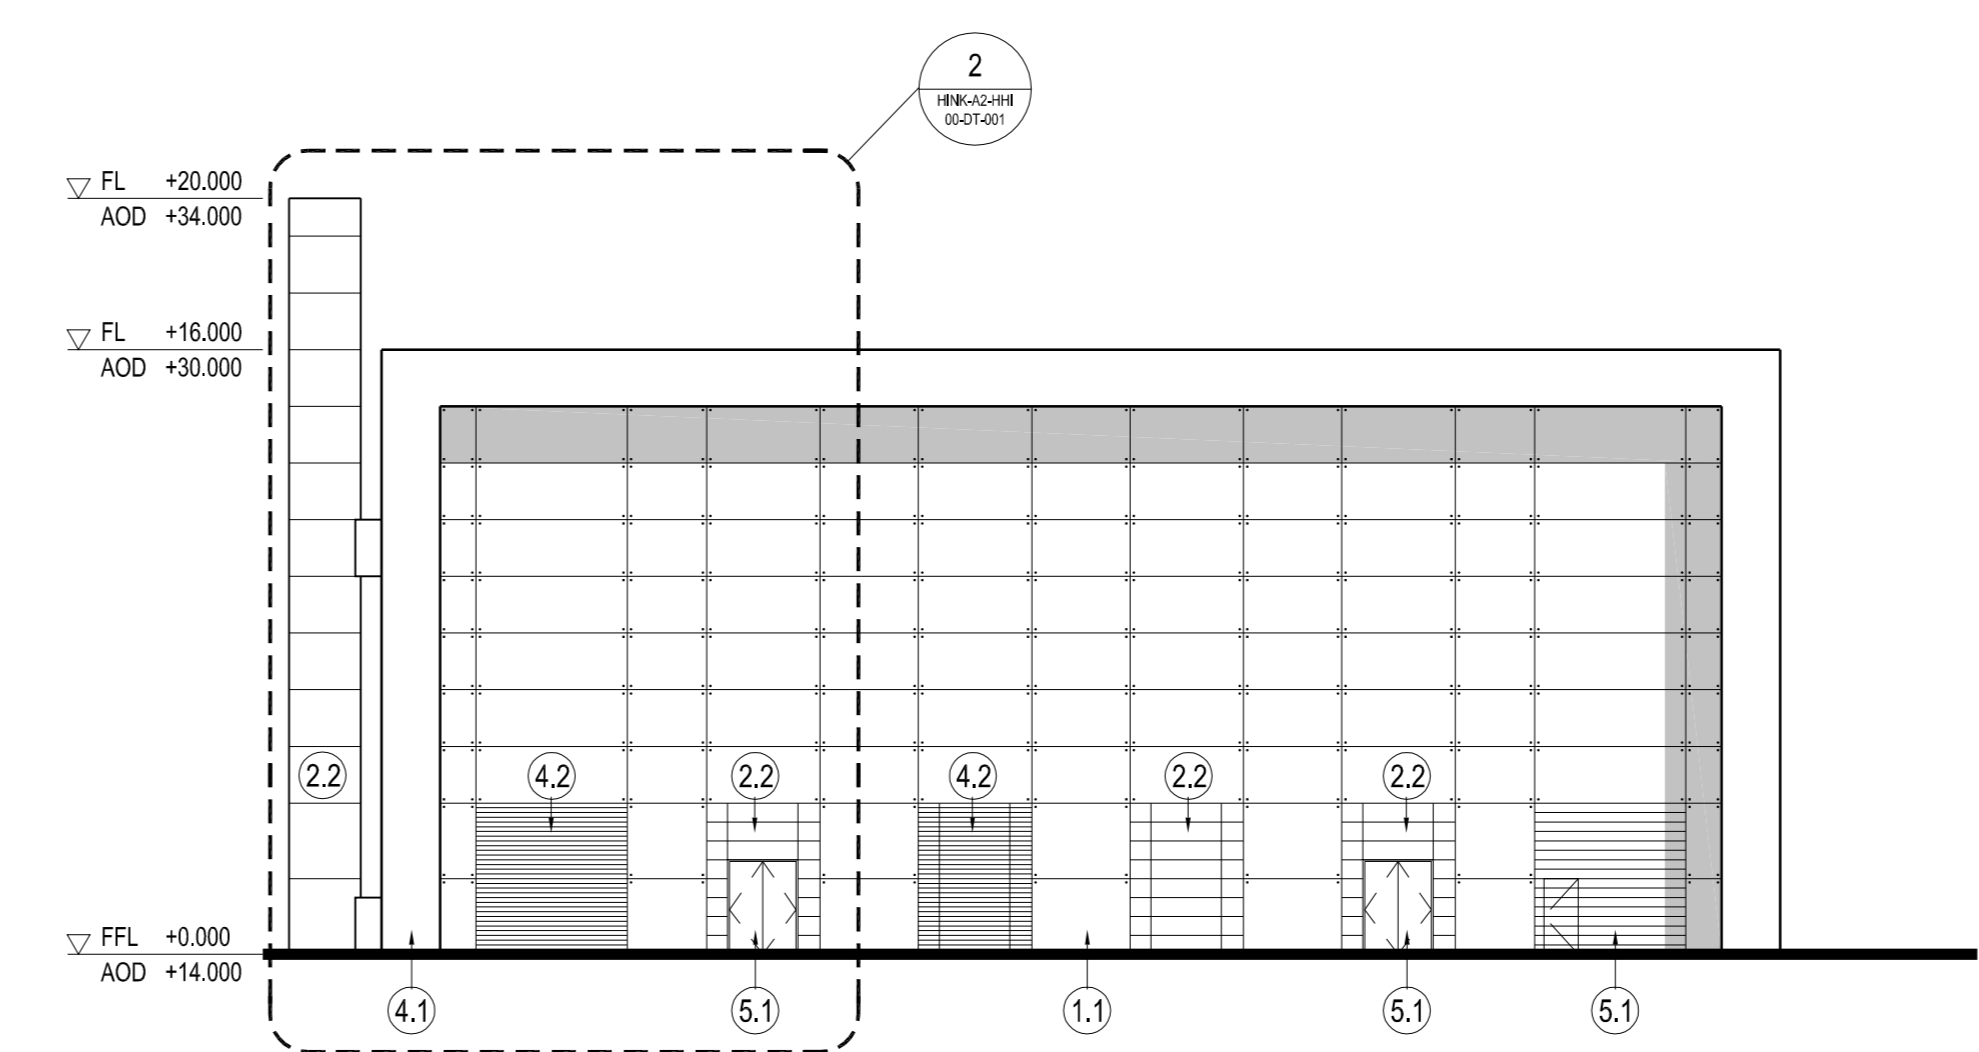 2
HINK-A2-HHI
00-DT-001
FL +20.000
AOD +34.000
FL +16.000
AOD +30.000
2.2
4.2
2.2
4.2
2.2
2.2
FFL +0.000
AOD +14.000
4.1
5.1
1.1
5.1
5.1